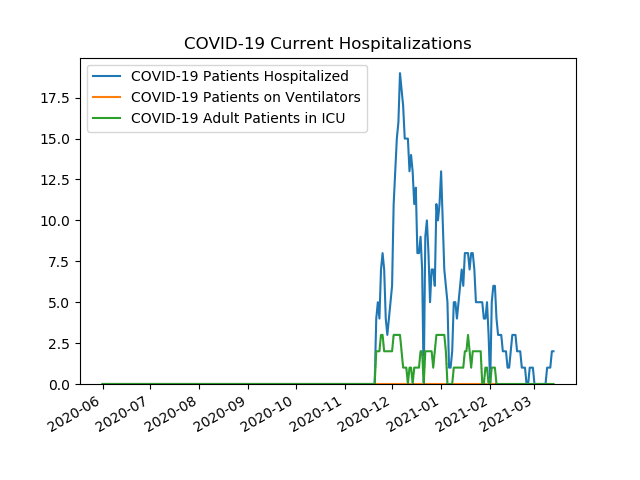 COVID-19 Current Hospitalizations
COVID-19 Patients Hospitalized
COVID-19 Patients on Ventilators
COVID-19 Adult Patients in ICU
17.5
15.0
12.5
10.0
7.5
5.0
2.5
0.0
2020-06 2020-07 2020-08 2020-09 2020-10 2020-11 2020-12 2021-01 2021-02 2021-03